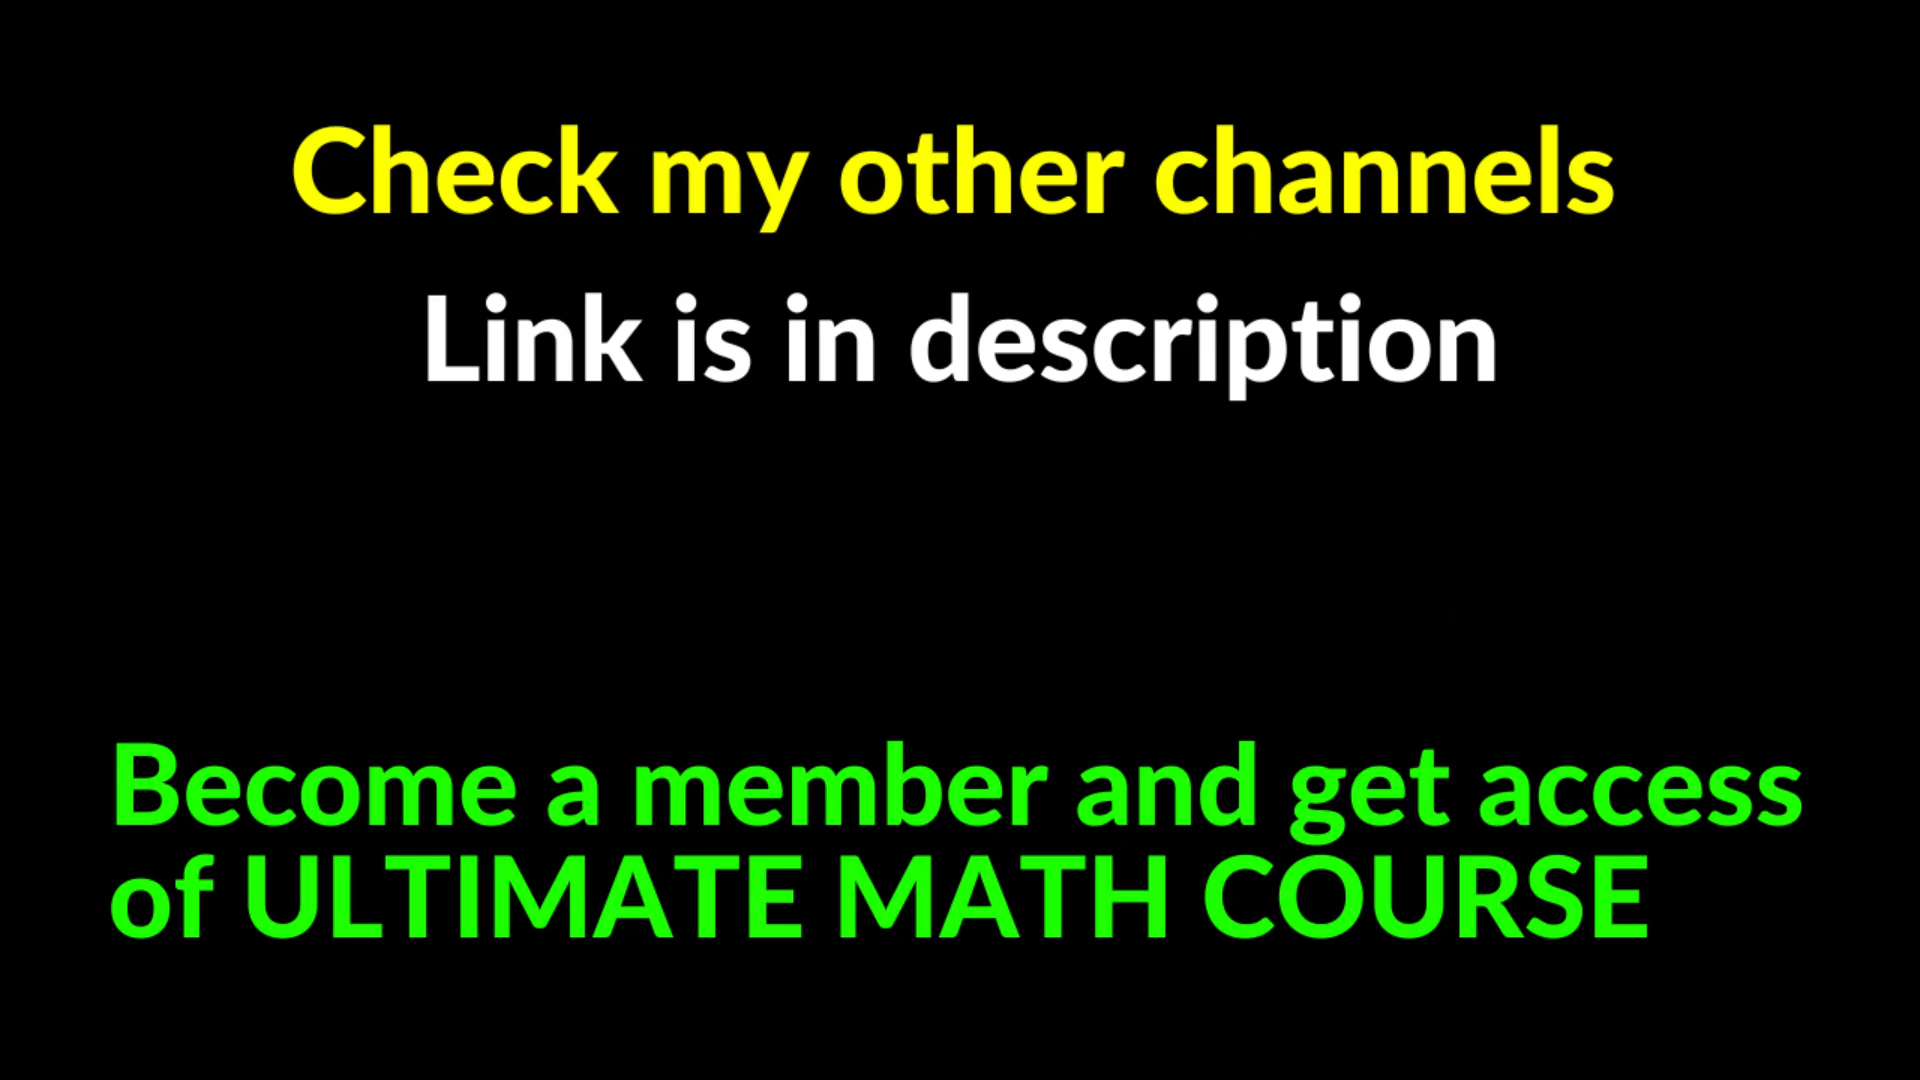 Check my other channels
Link is in description
Become a member and get access
of ULTIMATE MATH COURSE